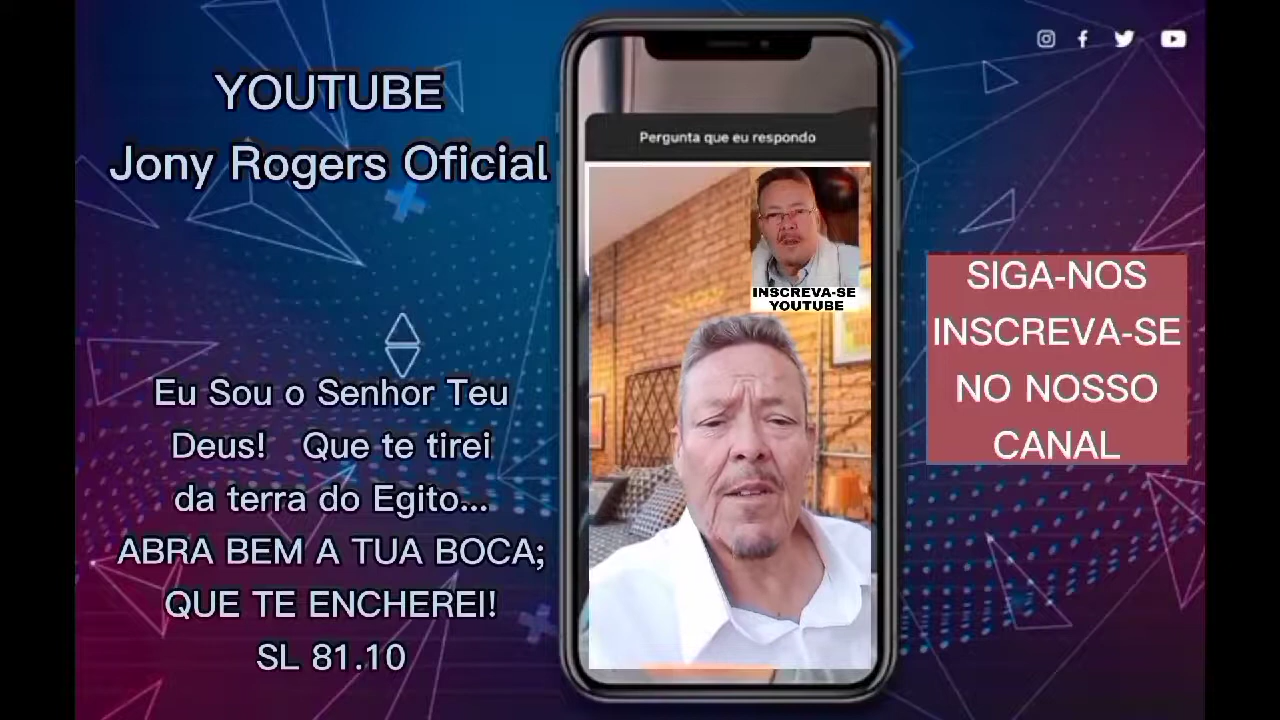 YOUTUBE
Jony Rogers Oficial
Eu Sou o Senhor Teu
Deus! Que te tirei
da terra do Egito...
ABRA BEM A TUA BOCA;
QUE TE ENCHEREI!
SL 81.10
Pergunta que eu respondo
INSCREVA-SE
YOUTUBE
SIGA-NOS
INSCREVA-SE
NO NOSSO
CANAL